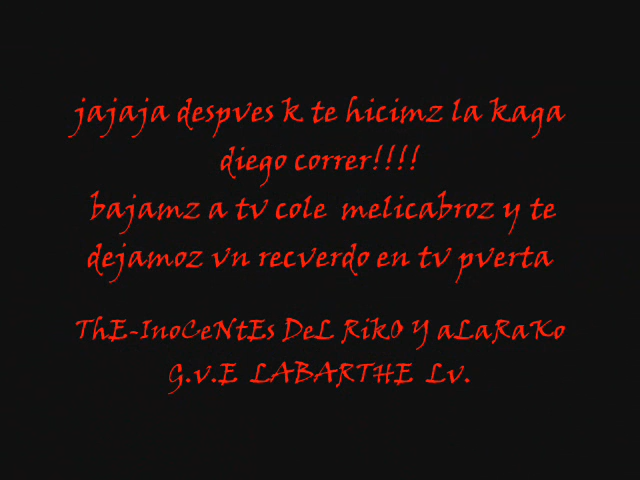 jajaja despves k te hicimz la kaga
diego correr!!!!
bajamz a tv cole melicabroz y te
dejamoz vn recverdo en tv pverta
ThE-InoCeNtEs DeL RikO Y aLaRaKo
G.v.E LABARTHE Lv.